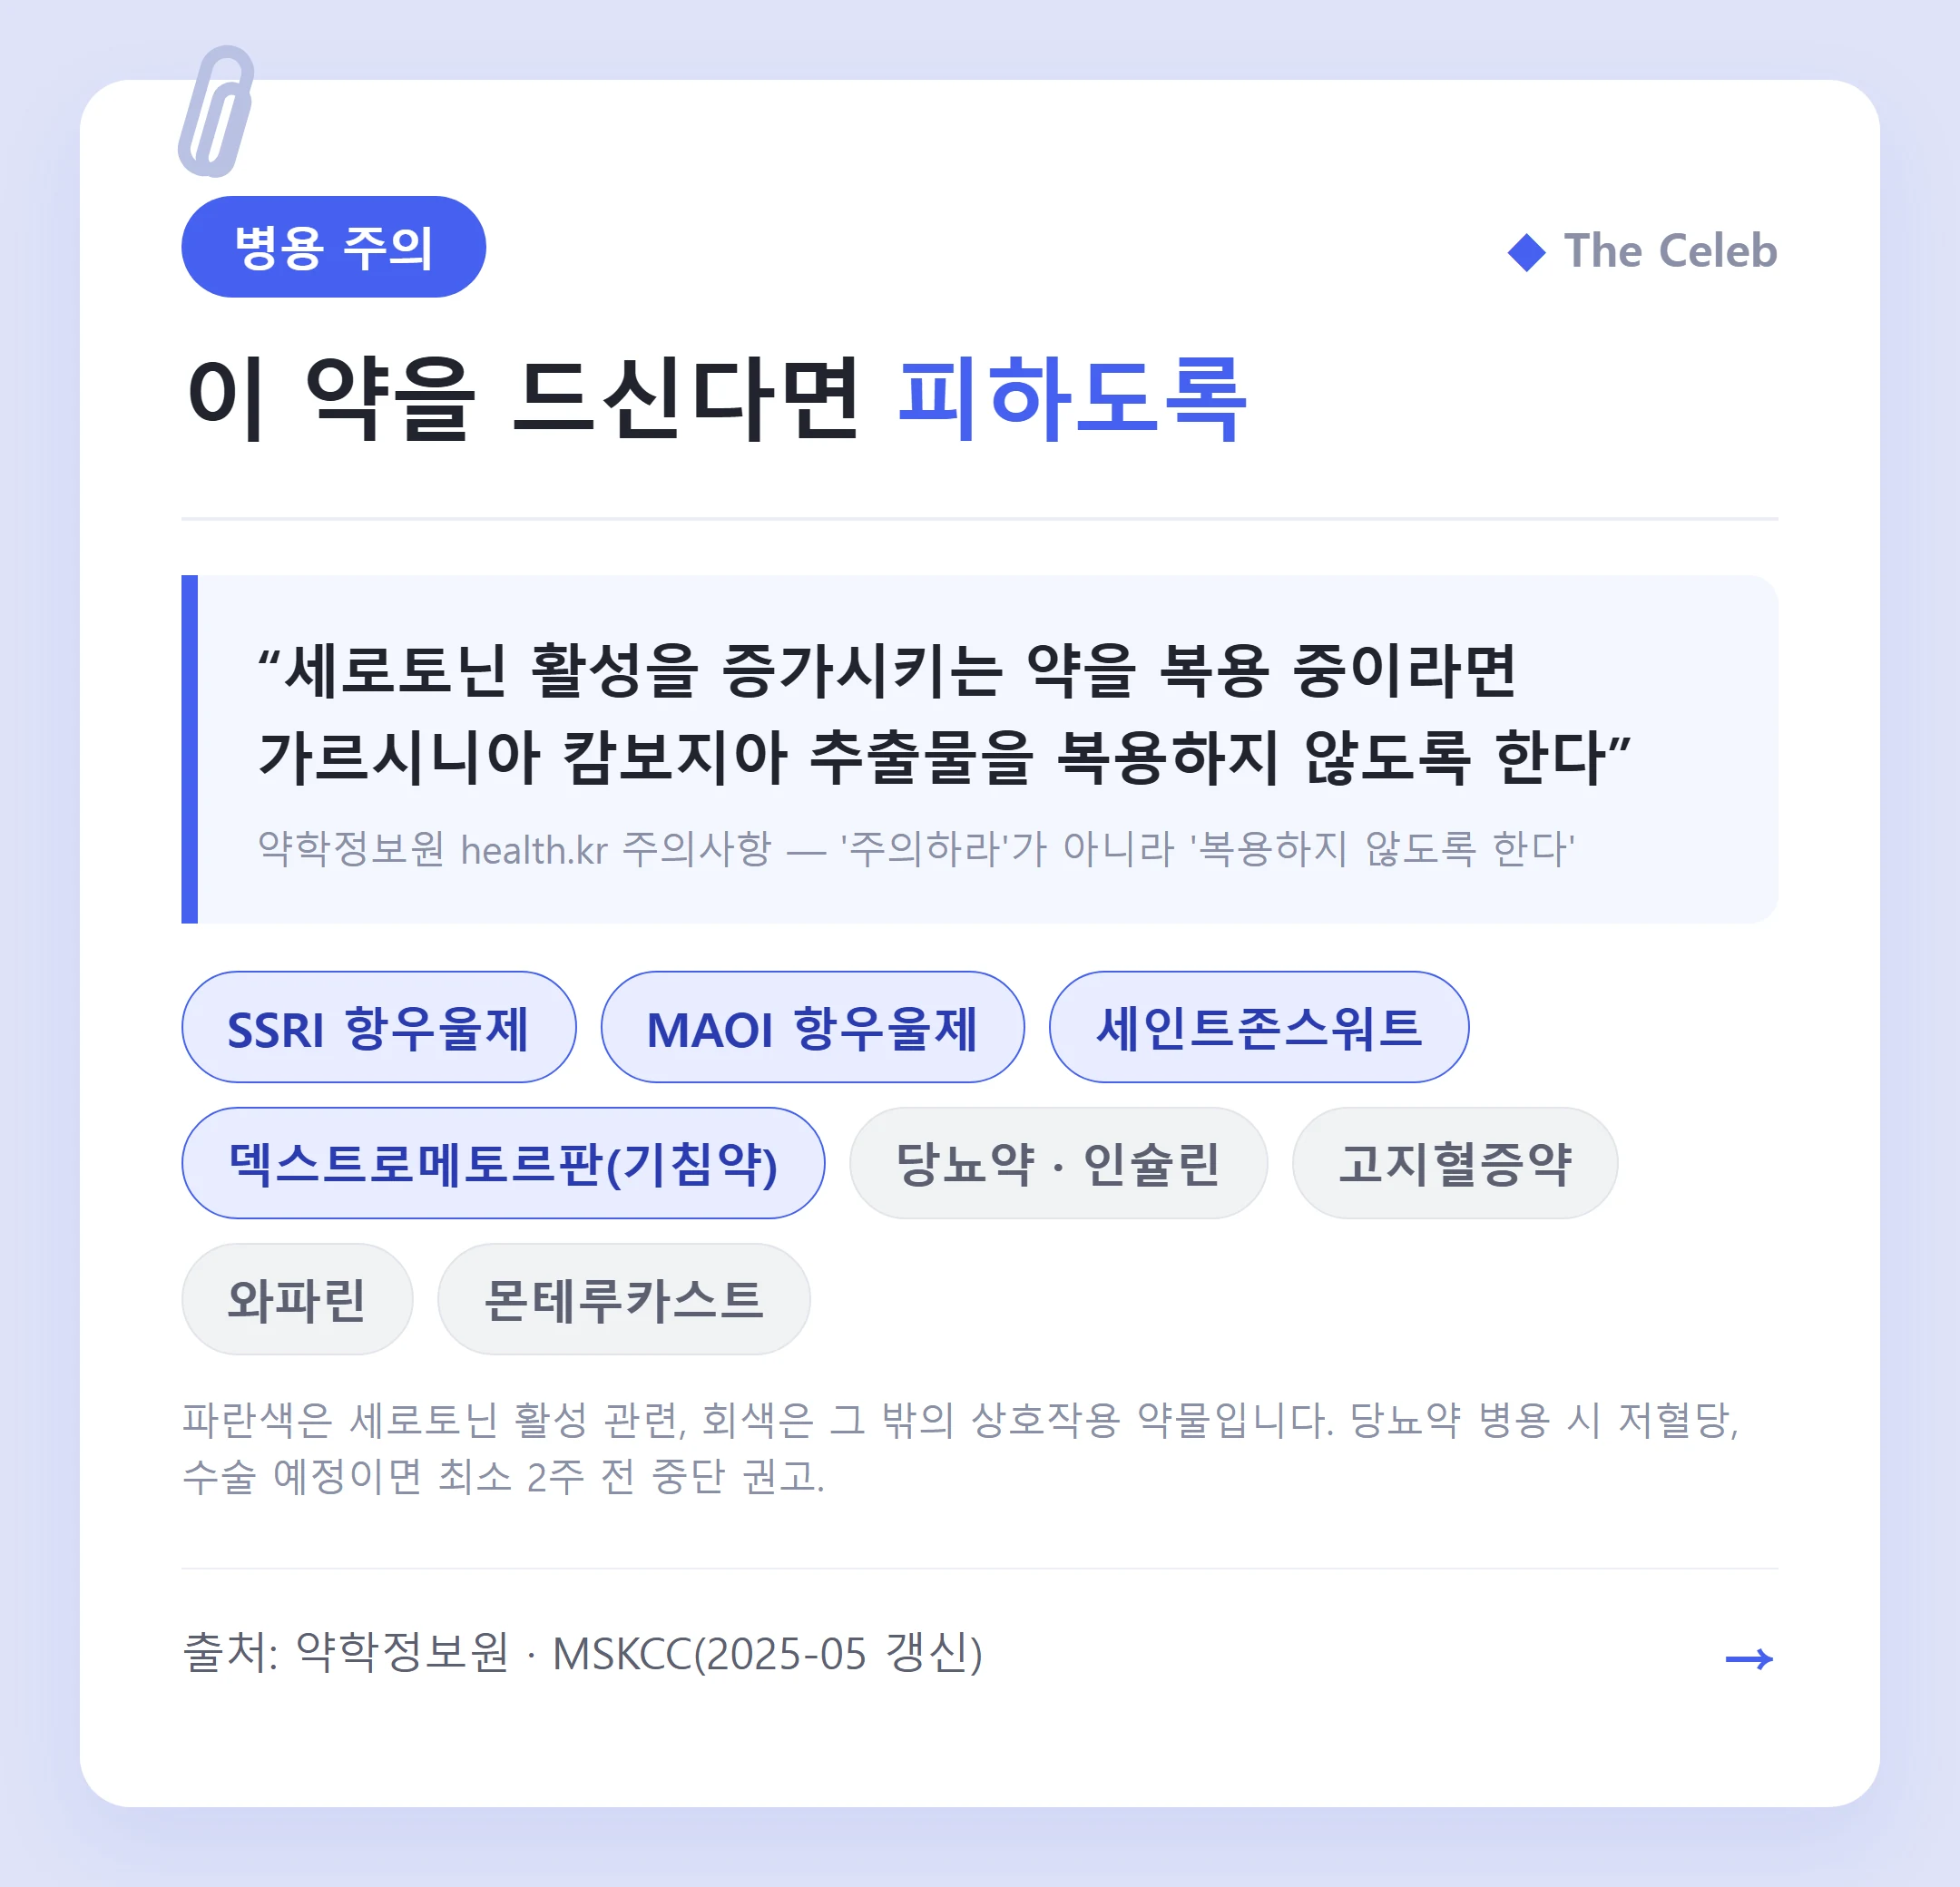 병용 주의
◆ The Celeb
이 약을 드신다면 피하도록
“세로토닌 활성을 증가시키는 약을 복용 중이라면
가르시니아 캄보지아 추출물을 복용하지 않도록 한다”
약학정보원 health.kr 주의사항 — '주의하라'가 아니라 '복용하지 않도록 한다'
SSRI 항우울제 MAOI 항우울제 세인트존스워트
덱스트로메토르판(기침약) 당뇨약 · 인슐린 고지혈증약
와파린 몬테루카스트
파란색은 세로토닌 활성 관련, 회색은 그 밖의 상호작용 약물입니다. 당뇨약 병용 시 저혈당,
수술 예정이면 최소 2주 전 중단 권고.
출처: 약학정보원 · MSKCC(2025-05 갱신)
→